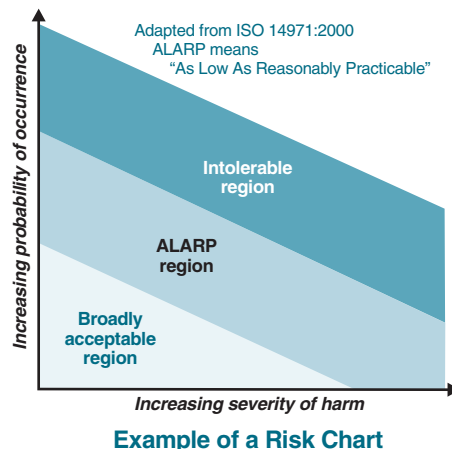 Adapted from ISO 14971:2000
ALARP means
“As Low As Reasonably Practicable”
Increasing probability of occurrence
Intolerable
region
ALARP
region
Broadly
acceptable
region
Increasing severity of harm
Example of a Risk Chart